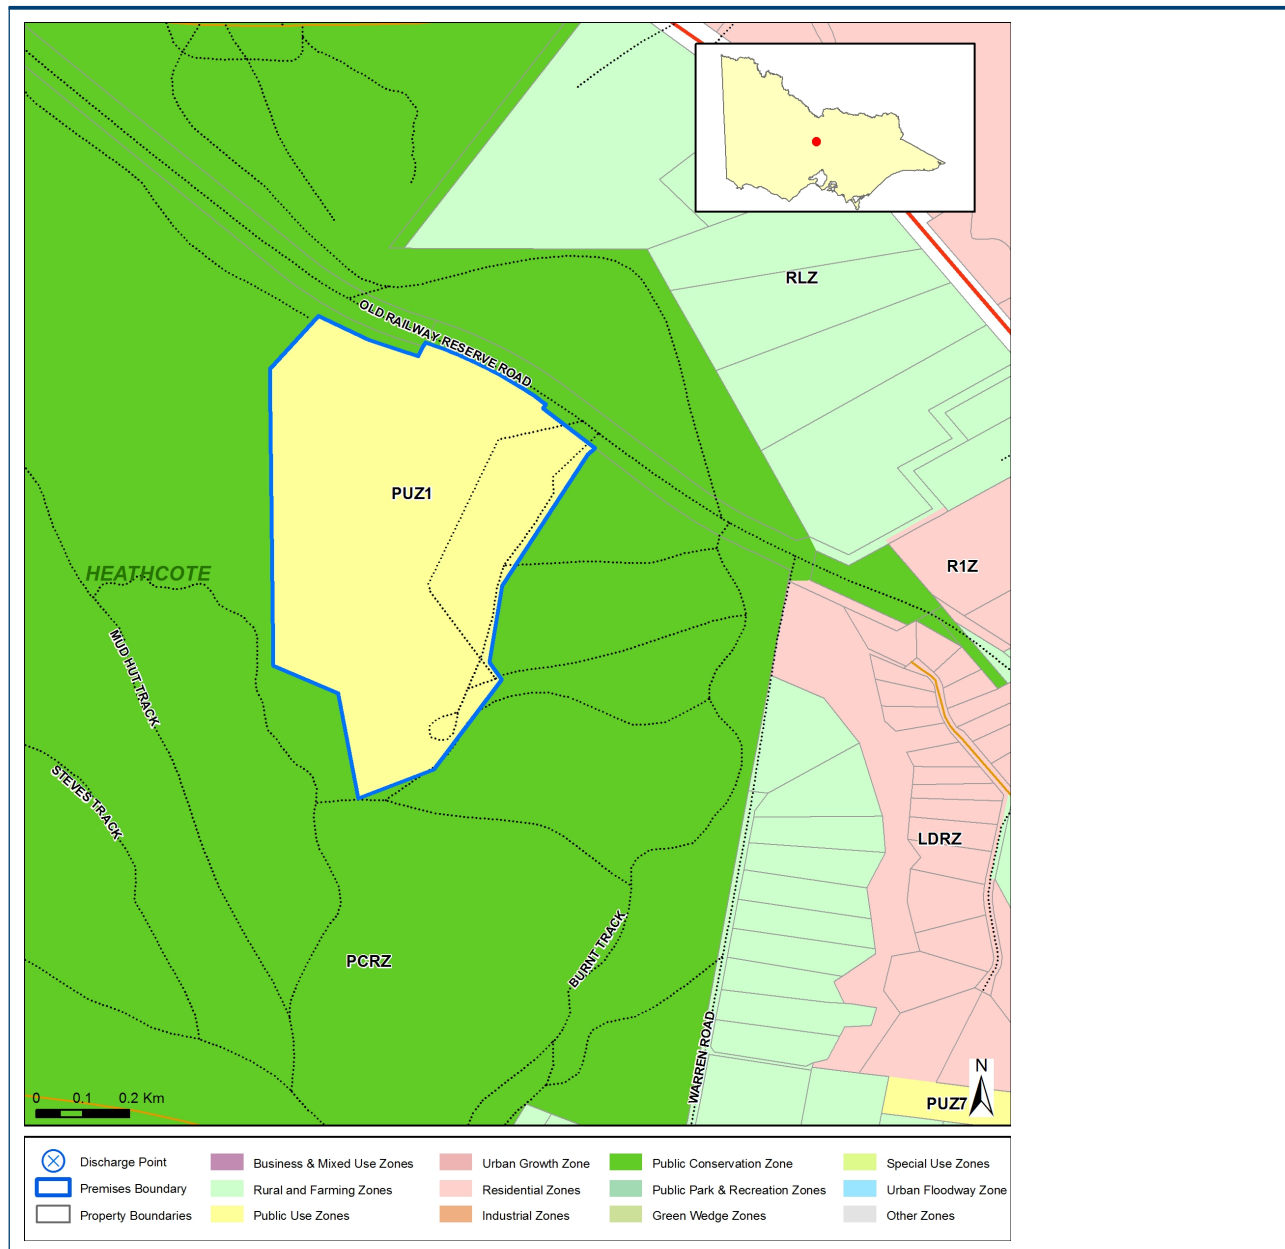 RLZ
OLD RAILWAY RESERVE ROAD
PUZ1
R1Z
HEATHCOTE
MUD HUT TRACK
STEVES TRACK
LDRZ
BURNT TRACK
PCRZ
WARREN ROAD
N
PUZ7
0 0.1 0.2 Km
Discharge Point
Premises Boundary
Property Boundaries
Business & Mixed Use Zones
Rural and Farming Zones
Public Use Zones
Urban Growth Zone
Residential Zones
Industrial Zones
Public Conservation Zone
Public Park & Recreation Zones
Green Wedge Zones
Special Use Zones
Urban Floodway Zone
Other Zones